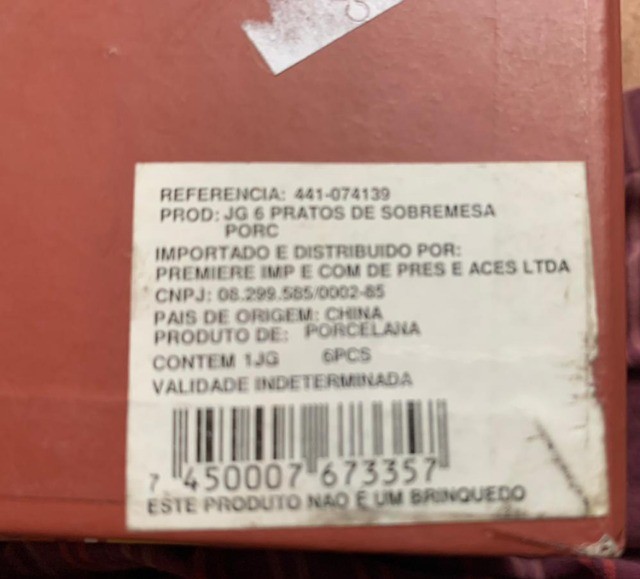 REFERENCIA: 441-074139
PROD: JG 6 PRATOS DE SOBREMESA
PORC
IMPORTADO E DISTRIBUIDO POR:
PREMIERE IMP E COM DE PRES E ACES LTDA
CNPJ: 08.299.585/0002-85
PAIS DE ORIGEM: CHINA
PRODUTO DE: PORCELANA
CONTEM 1JG 6PCS
VALIDADE INDETERMINADA
7 450007 673357
ESTE PRODUTO NAO E UM BRINQUEDO